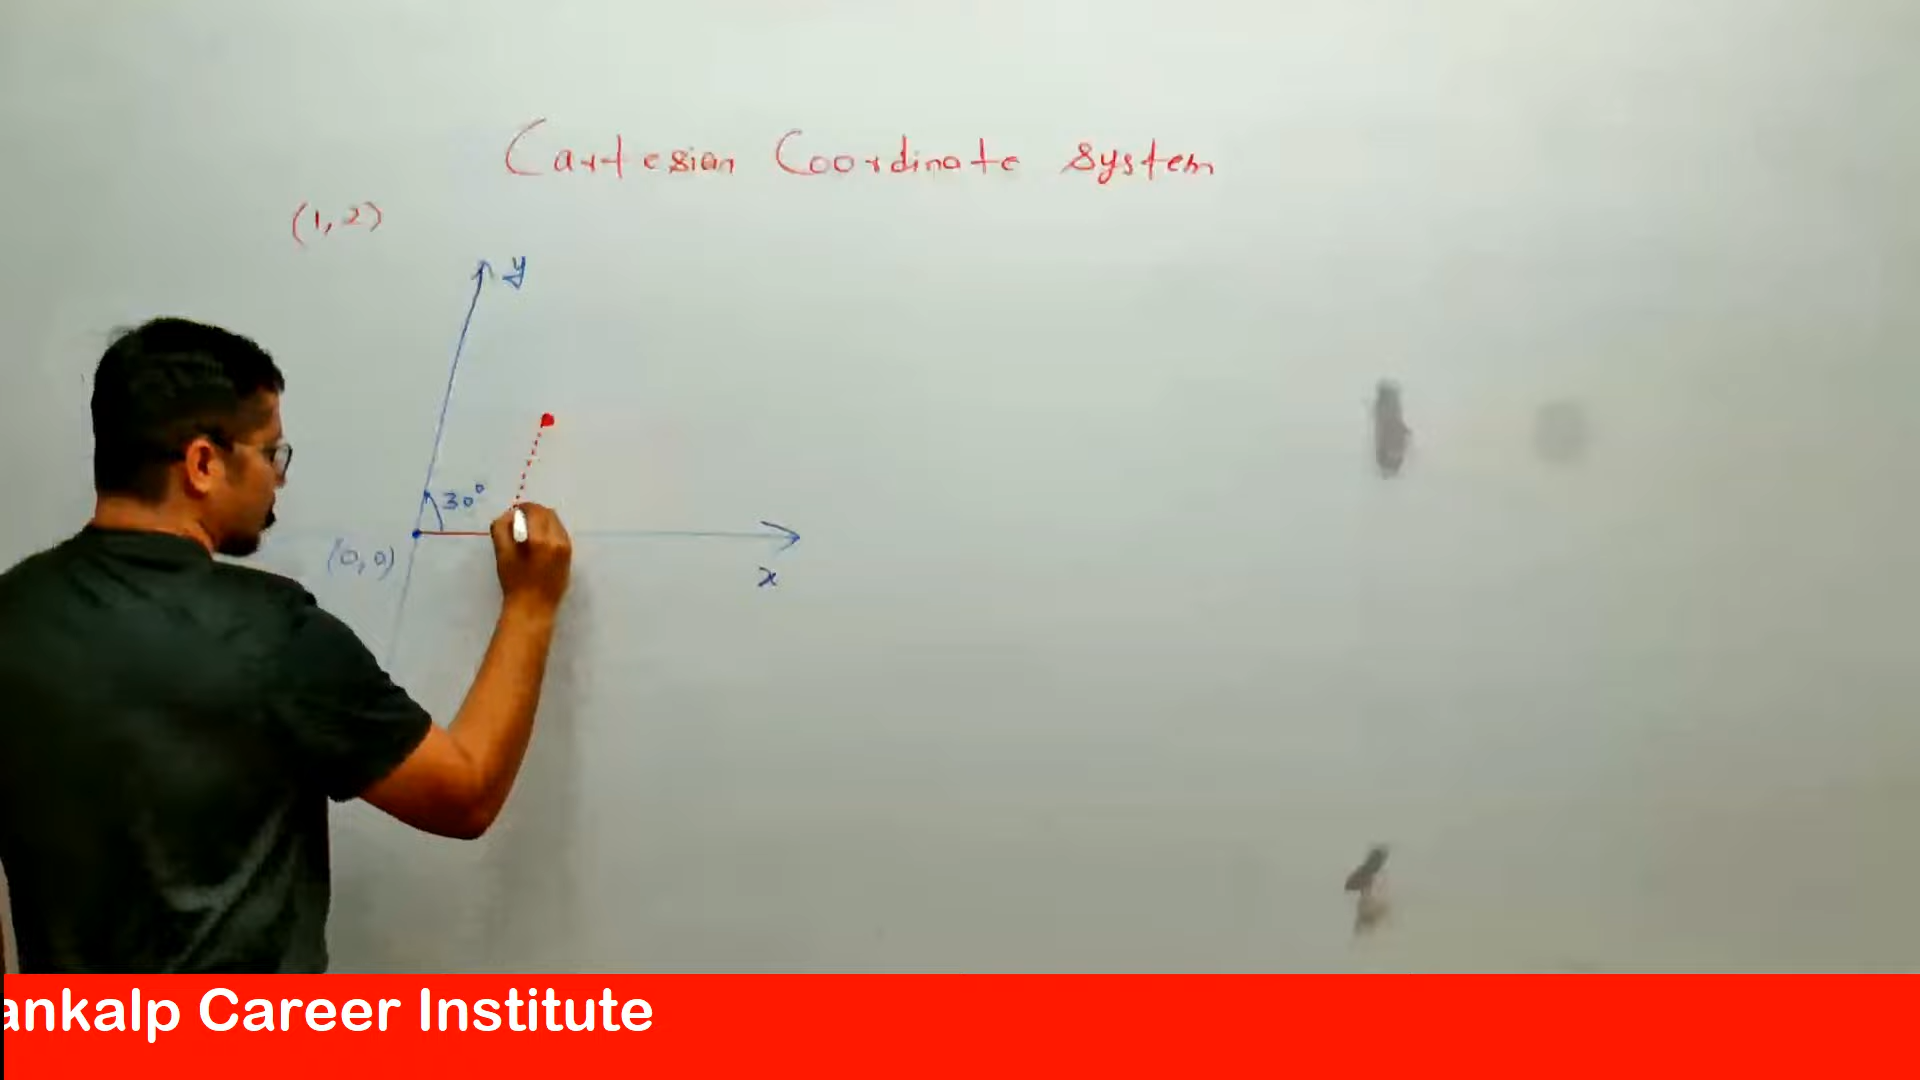 Cartesian Coordinate system
(1, 2)
y
30°
(0, 0)
x
ankalp Career Institute